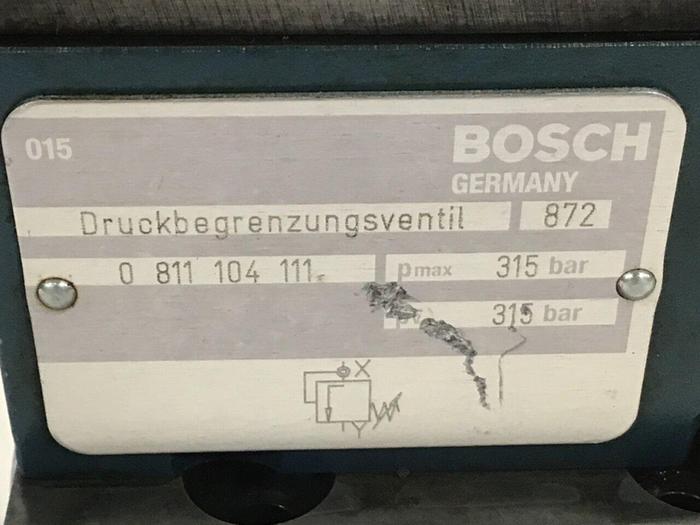 015
BOSCH
GERMANY
Druckbegrenzungsventil 872
0 811 104 111 pmax 315 bar
315 bar
X
Y